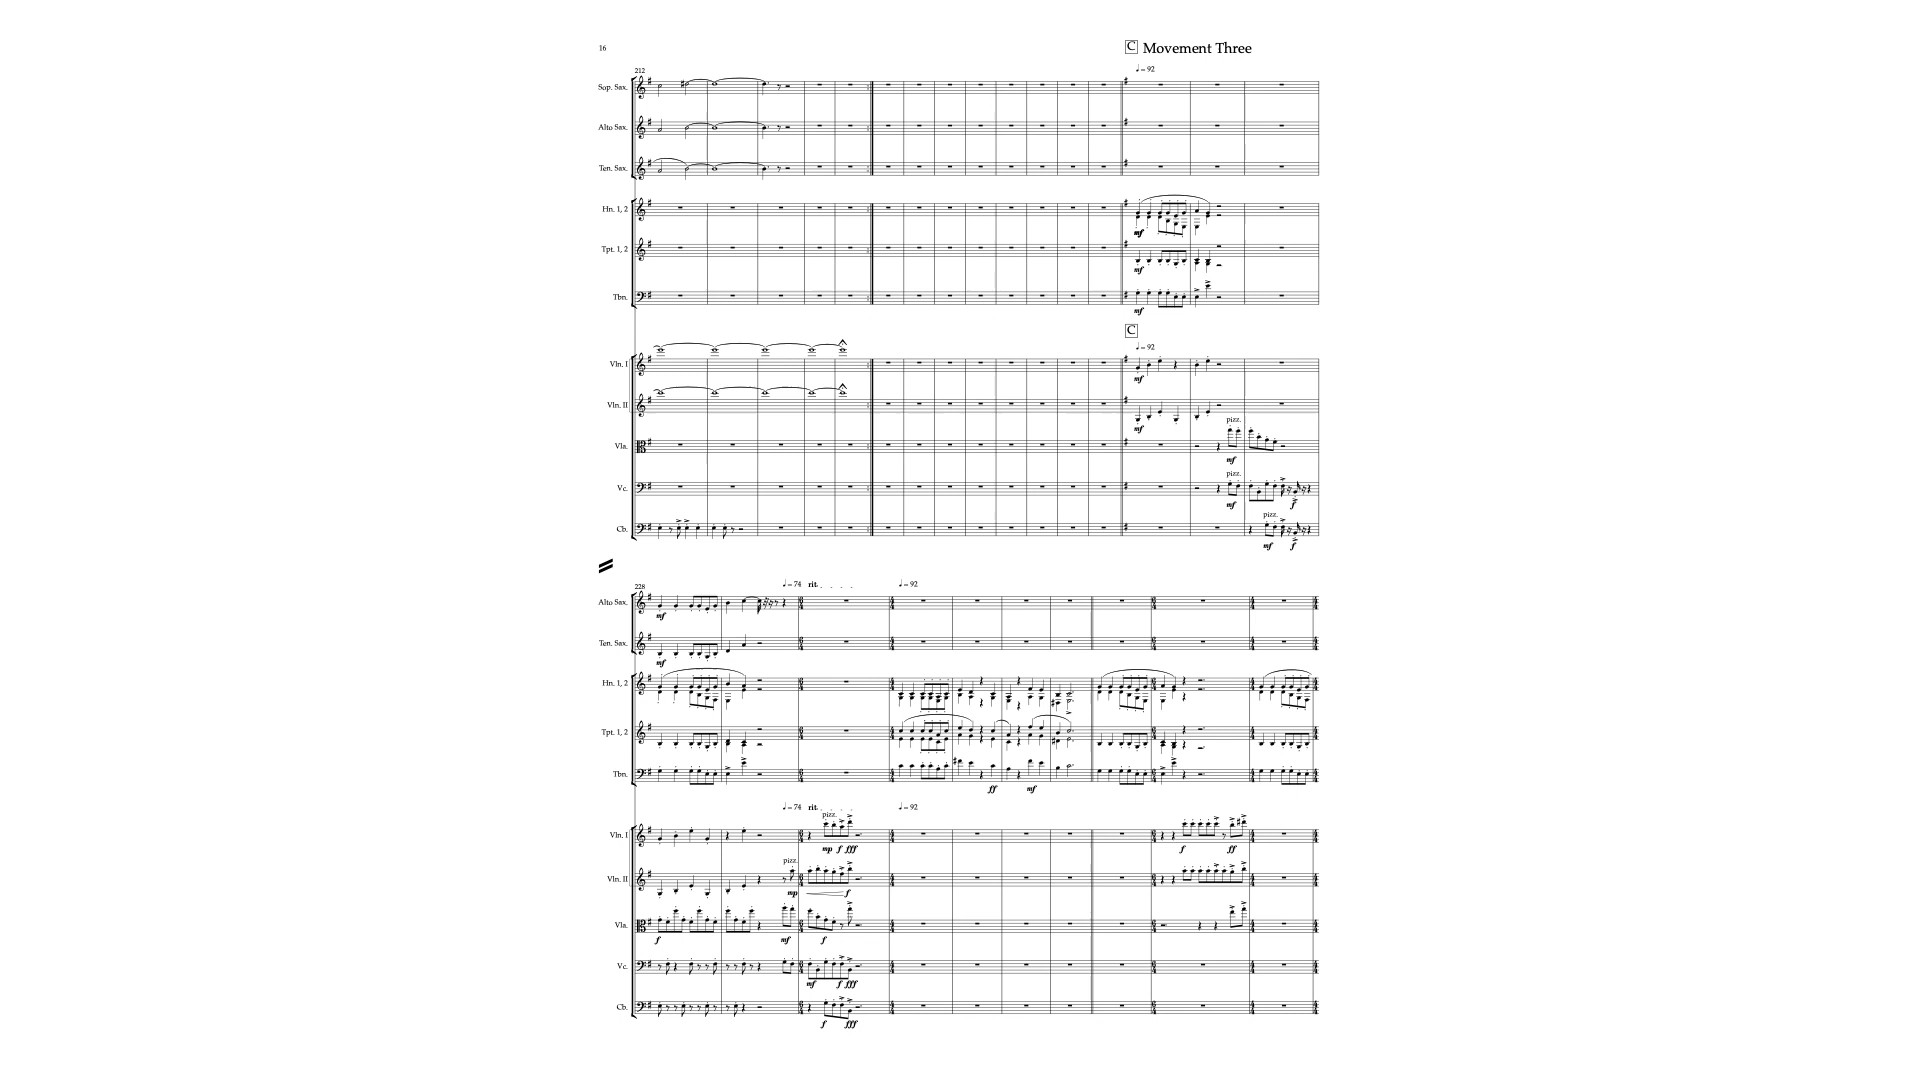 16
C Movement Three
212
♩ = 92
Sop. Sax.
Alto Sax.
Ten. Sax.
Hn. 1, 2
mf
Tpt. 1, 2
mf
Tbn.
mf
C
♩ = 92
Vln. I
mf
Vln. II
mf
pizz.
Vla.
mf
pizz.
Vc.
mf f
pizz.
Cb.
mf f
228
♩ = 74 rit. ♩ = 92
Alto Sax.
mf
Ten. Sax.
mf
Hn. 1, 2
Tpt. 1, 2
Tbn.
ff mf
♩ = 74 rit. ♩ = 92
pizz.
Vln. I
mp f fff f ff
pizz.
Vln. II
mp f
Vla.
f mf f
Vc.
mf f fff
Cb.
f fff